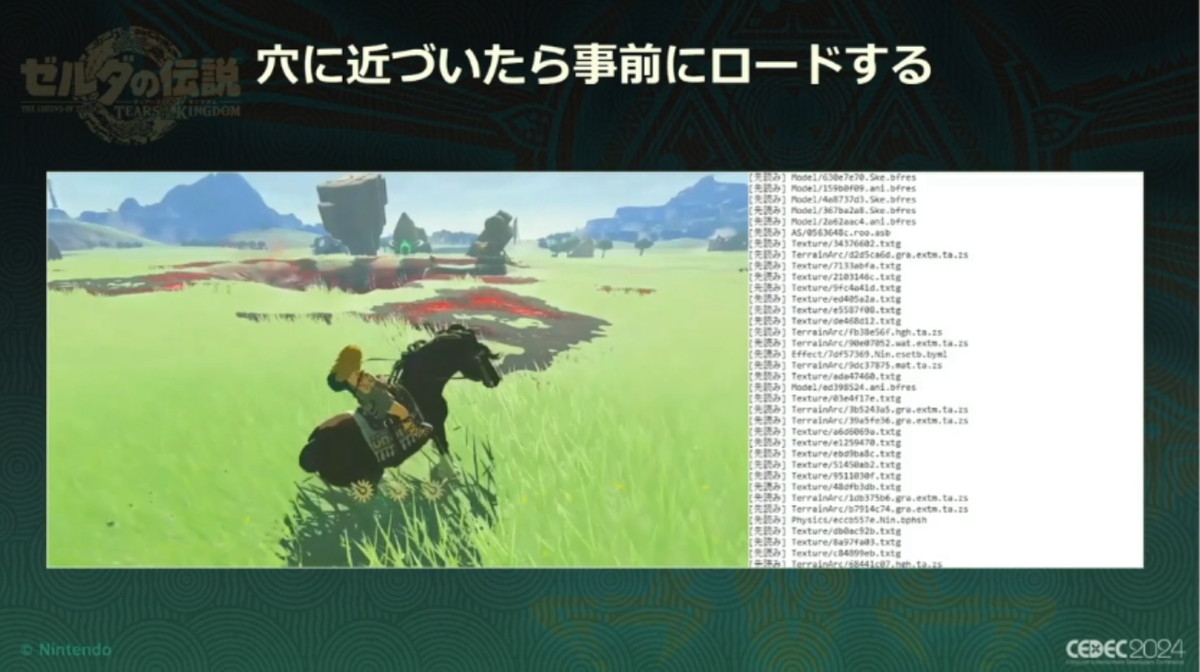 穴に近づいたら事前にロードする
ゼルダの伝説
TEARS OF THE KINGDOM
[先読み] Model/630e7e70.Ske.bfres
[先読み] Model/159b0f09.ani.bfres
[先読み] Model/4a8737d3.Ske.bfres
[先読み] Model/367ba2a8.Ske.bfres
[先読み] Model/2a62aac4.ani.bfres
[先読み] AS/0563648c.roo.asb
[先読み] Texture/34376602.txtg
[先読み] TerrainArc/d2d5ca6d.gra.extm.ta.zs
[先読み] Texture/7133abfa.txtg
[先読み] Texture/2103146c.txtg
[先読み] Texture/9fc4a41d.txtg
[先読み] Texture/ed405a2a.txtg
[先読み] Texture/e5587f08.txtg
[先読み] Texture/de468d12.txtg
[先読み] TerrainArc/fb38e56f.hgh.ta.zs
[先読み] TerrainArc/90e07052.wat.extm.ta.zs
[先読み] Effect/7df57369.Nin.esetb.byml
[先読み] TerrainArc/9dc37875.mat.ta.zs
[先読み] Texture/ada47460.txtg
[先読み] Model/ed398524.ani.bfres
[先読み] Texture/03e4f17e.txtg
[先読み] TerrainArc/3b5243a5.gra.extm.ta.zs
[先読み] TerrainArc/39a5fe36.gra.extm.ta.zs
[先読み] Texture/a6d6069a.txtg
[先読み] Texture/e1259470.txtg
[先読み] Texture/ebd9ba8c.txtg
[先読み] Texture/51450ab2.txtg
[先読み] Texture/9511030f.txtg
[先読み] Texture/48dfb3db.txtg
[先読み] TerrainArc/1db375b6.gra.extm.ta.zs
[先読み] TerrainArc/b7914c74.gra.extm.ta.zs
[先読み] Physics/eccb557e.Nin.bphsh
[先読み] Texture/db0ac92b.txtg
[先読み] Texture/8a97fa03.txtg
[先読み] Texture/c84099eb.txtg
[先読み] TerrainArc/68441c07.hgh.ta.zs
© Nintendo
CEDEC2024